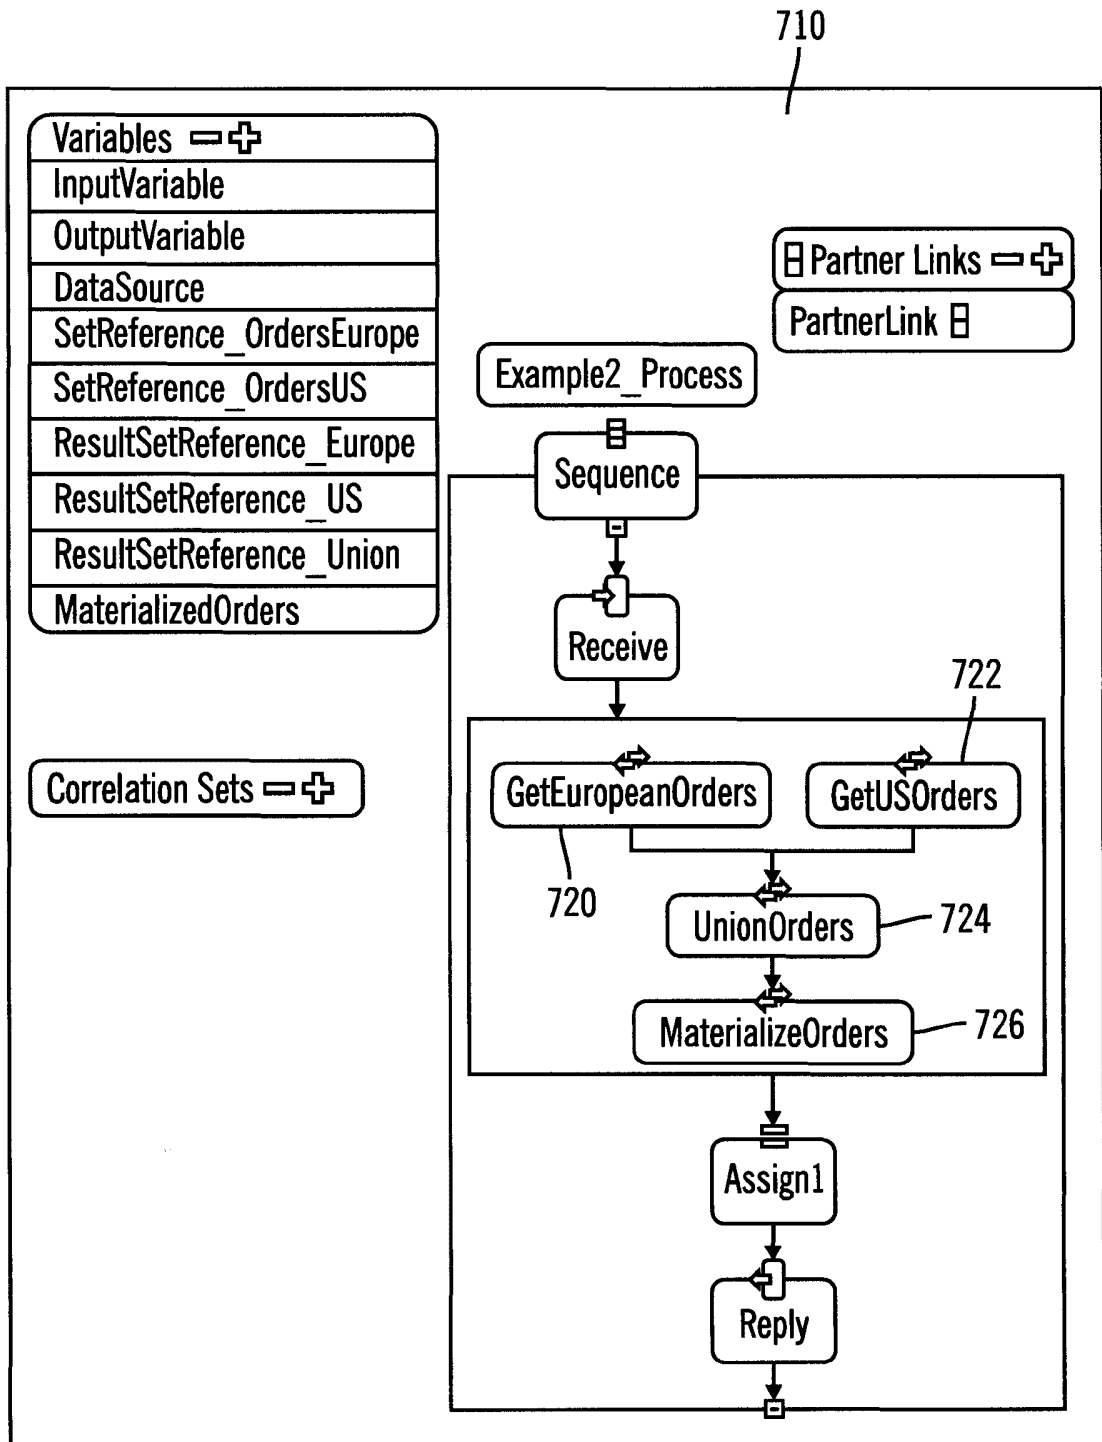 710
Variables
InputVariable
OutputVariable
DataSource
SetReference_OrdersEurope
SetReference_OrdersUS
ResultSetReference_Europe
ResultSetReference_US
ResultSetReference_Union
MaterializedOrders
Partner Links
PartnerLink
Example2_Process
Sequence
Receive
722
Correlation Sets
GetEuropeanOrders
GetUSOrders
720
UnionOrders
724
MaterializeOrders
726
Assign1
Reply